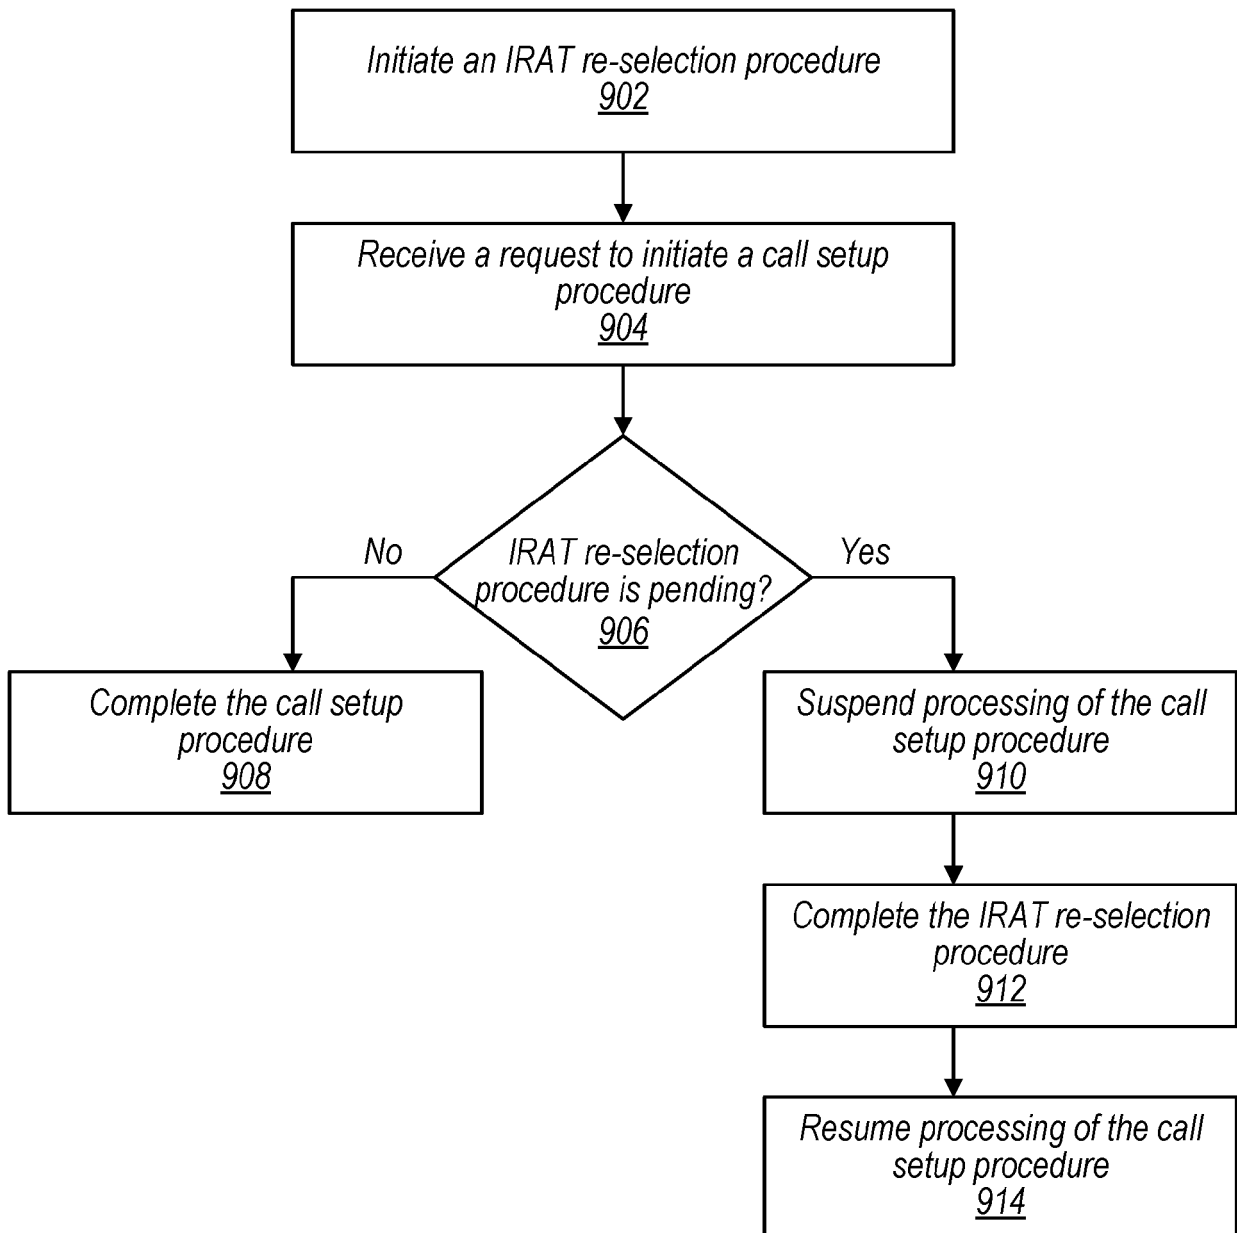 Initiate an IRAT re-selection procedure
902
Receive a request to initiate a call setup
procedure
904
No
IRAT re-selection
procedure is pending?
906
Yes
Complete the call setup
procedure
908
Suspend processing of the call
setup procedure
910
Complete the IRAT re-selection
procedure
912
Resume processing of the call
setup procedure
914